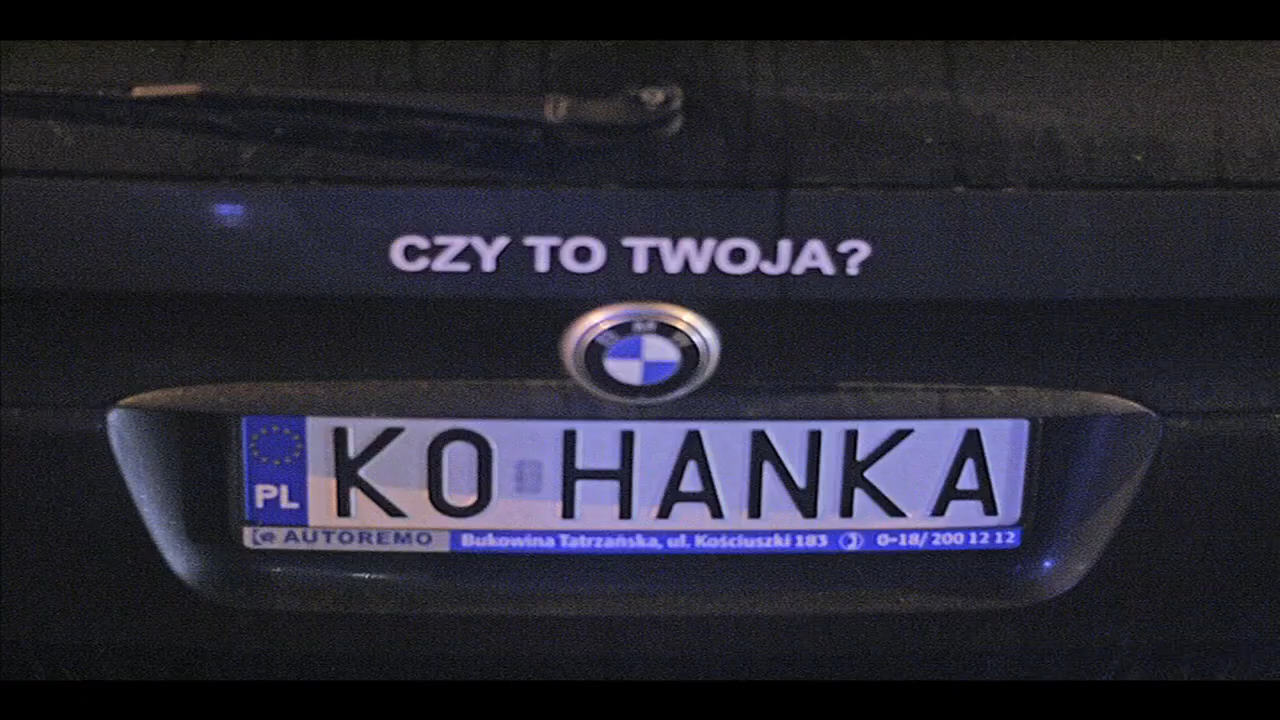 CZY TO TWOJA?
BMW
PL
KO HANKA
AUTOREMO Bukowina Tatrzańska, ul. Kościuszki 183 0-18/ 200 12 12